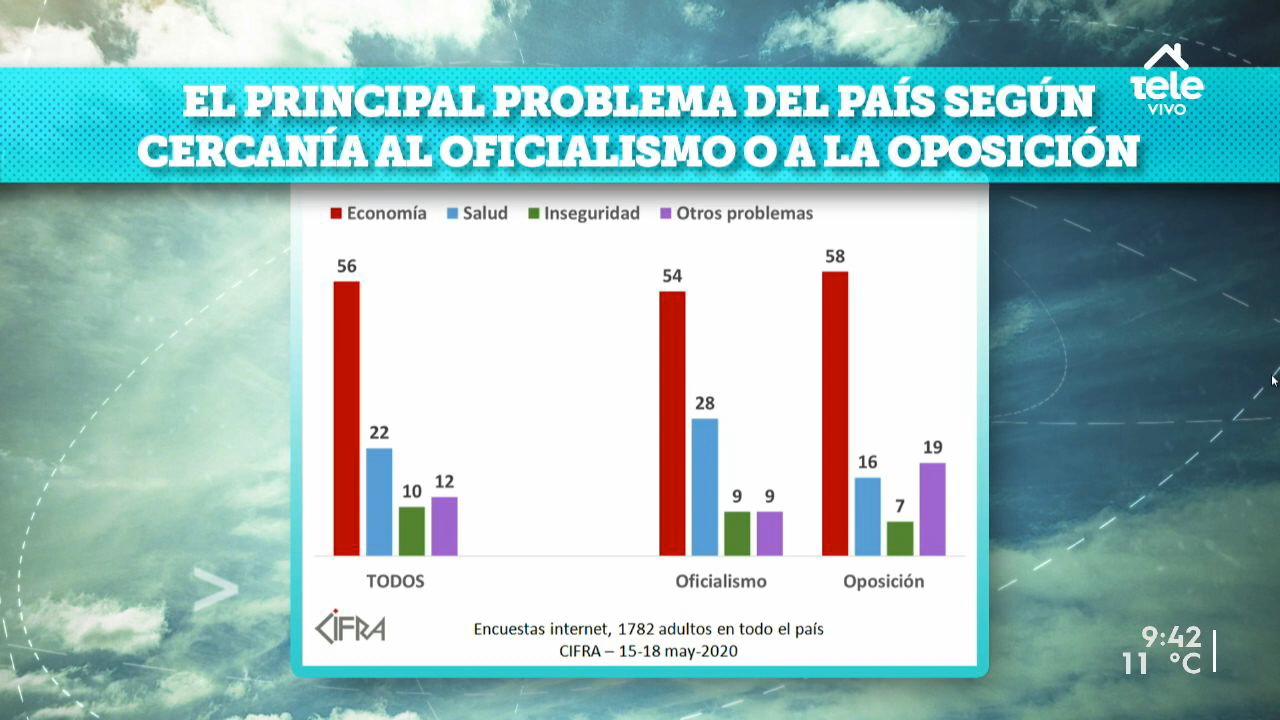 EL PRINCIPAL PROBLEMA DEL PAÍS SEGÚN
CERCANÍA AL OFICIALISMO O A LA OPOSICIÓN
tele
VIVO
Economía Salud Inseguridad Otros problemas
56 22 10 12
54 28 9 9
58 16 7 19
TODOS Oficialismo Oposición
CIFRA
Encuestas internet, 1782 adultos en todo el país
CIFRA – 15-18 may-2020
9:42
11 °C